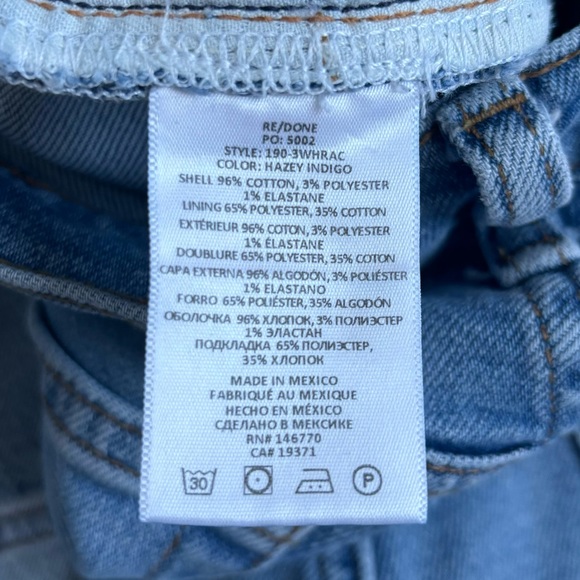 RE/DONE
PO: 5002
STYLE: 190-3WHRAC
COLOR: HAZEY INDIGO
SHELL 96% COTTON, 3% POLYESTER
1% ELASTANE
LINING 65% POLYESTER, 35% COTTON
EXTÉRIEUR 96% COTON, 3% POLYESTER
1% ÉLASTANE
DOUBLURE 65% POLYESTER, 35% COTON
CAPA EXTERNA 96% ALGODÓN, 3% POLIÉSTER
1% ELASTANO
FORRO 65% POLIÉSTER, 35% ALGODÓN
ОБОЛОЧКА 96% ХЛОПОК, 3% ПОЛИЭСТЕР
1% ЭЛАСТАН
ПОДКЛАДКА 65% ПОЛИЭСТЕР,
35% ХЛОПОК
MADE IN MEXICO
FABRIQUÉ AU MEXIQUE
HECHO EN MÉXICO
СДЕЛАНО В МЕКСИКЕ
RN# 146770
CA# 19371
30 P